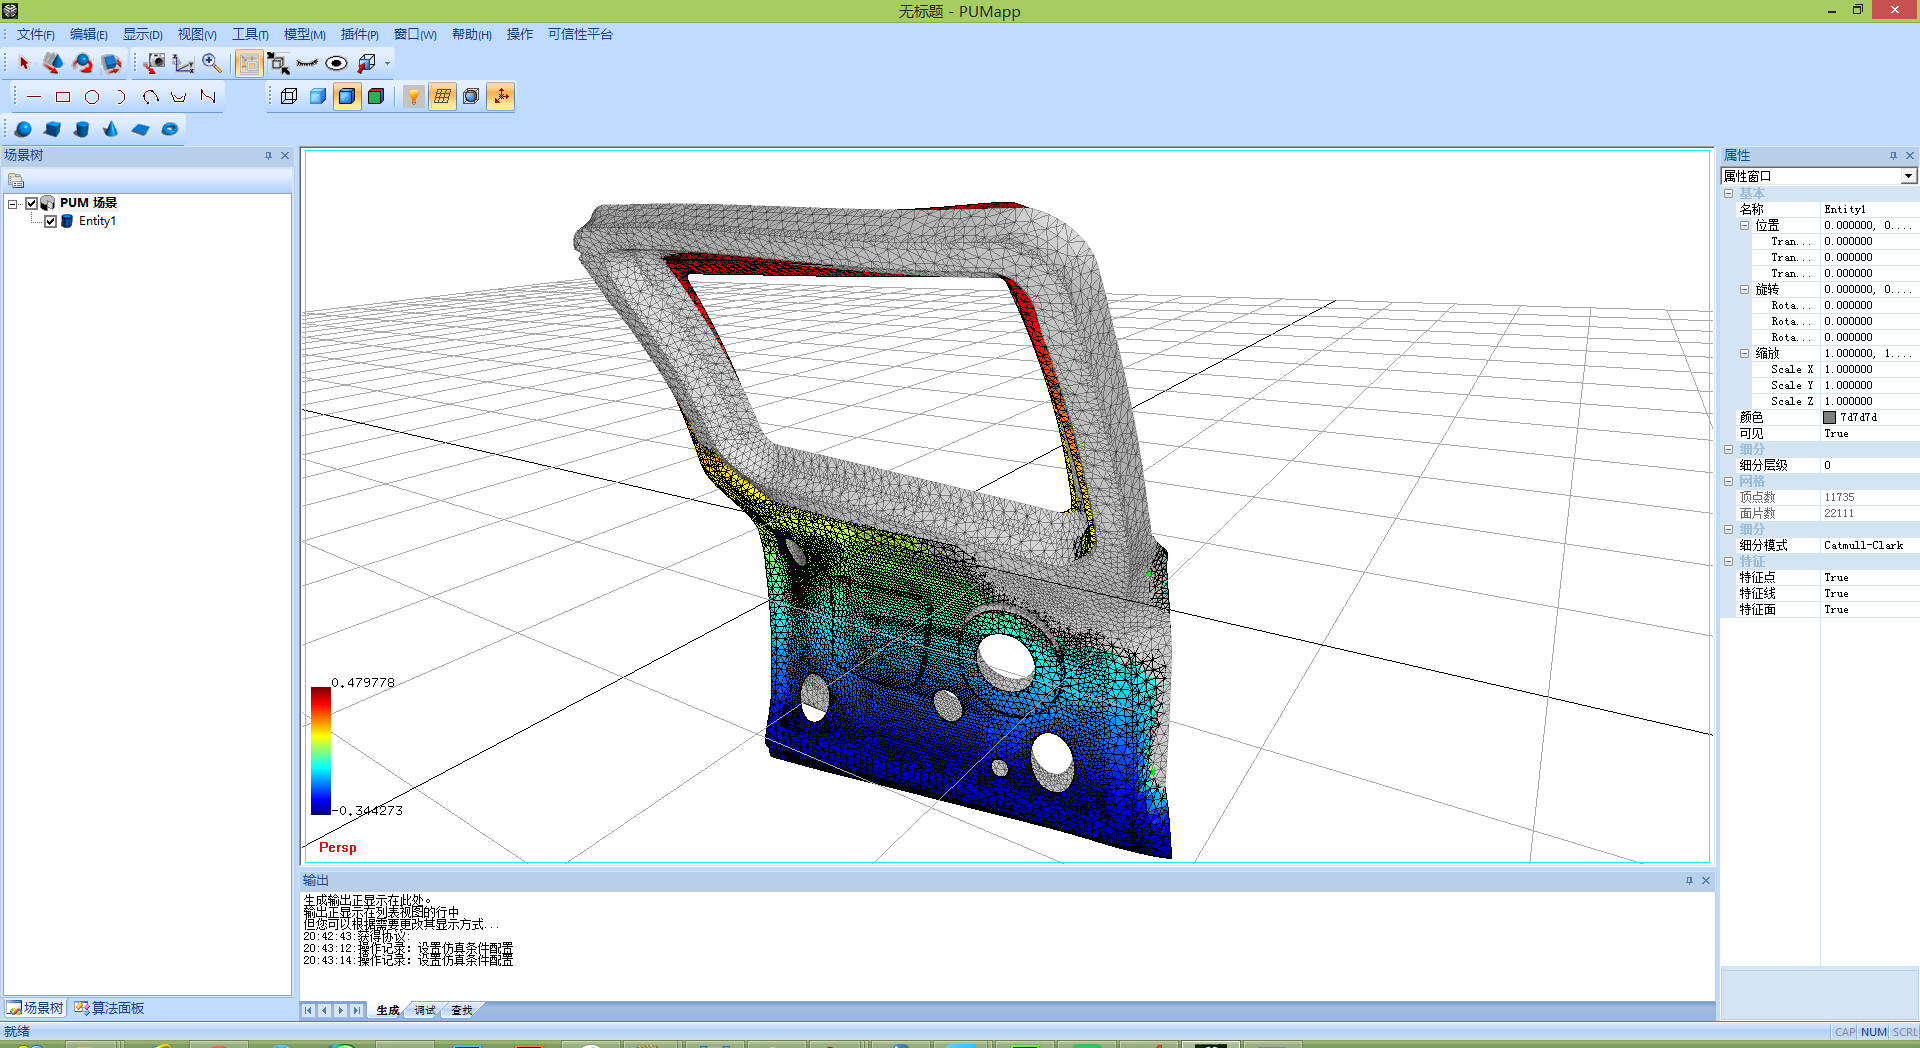 无标题 - PUMapp
文件(F) 编辑(E) 显示(D) 视图(V) 工具(T) 模型(M) 插件(P) 窗口(W) 帮助(H) 操作 可信性平台
场景树
PUM 场景
Entity1
场景树 算法面板
0.479778
-0.344273
Persp
输出
生成输出正显示在此处。
输出正显示在列表视图的行中
但您可以根据需要更改其显示方式...
20:42:43:获得协议:
20:43:12:操作记录: 设置仿真条件配置
20:43:14:操作记录: 设置仿真条件配置
生成 调试 查找
属性
属性窗口
基本
名称 Entity1
位置 0.000000, 0....
Tran... 0.000000
Tran... 0.000000
Tran... 0.000000
旋转 0.000000, 0....
Rota... 0.000000
Rota... 0.000000
Rota... 0.000000
缩放 1.000000, 1....
Scale X 1.000000
Scale Y 1.000000
Scale Z 1.000000
颜色 7d7d7d
可见 True
细分
细分层级 0
网格
顶点数 11735
面片数 22111
细分
细分模式 Catmull-Clark
特征
特征点 True
特征线 True
特征面 True
就绪
CAP NUM SCRL